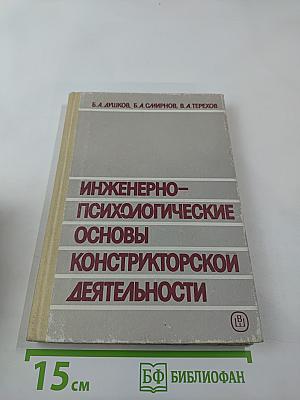 Б.А.ДУШКОВ, Б.А.СМИРНОВ, В.А.ТЕРЕХОВ
ИНЖЕНЕРНО-
ПСИХОЛОГИЧЕСКИЕ
ОСНОВЫ
КОНСТРУКТОРСКОЙ
ДЕЯТЕЛЬНОСТИ
15 см
БФ БИБЛИОФАН